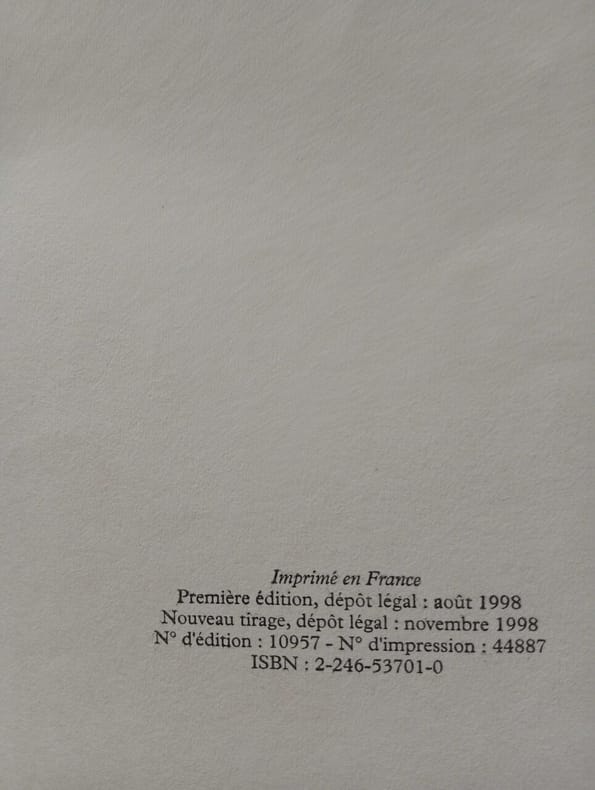 Imprimé en France
Première édition, dépôt légal : août 1998
Nouveau tirage, dépôt légal : novembre 1998
N° d'édition : 10957 - N° d'impression : 44887
ISBN : 2-246-53701-0